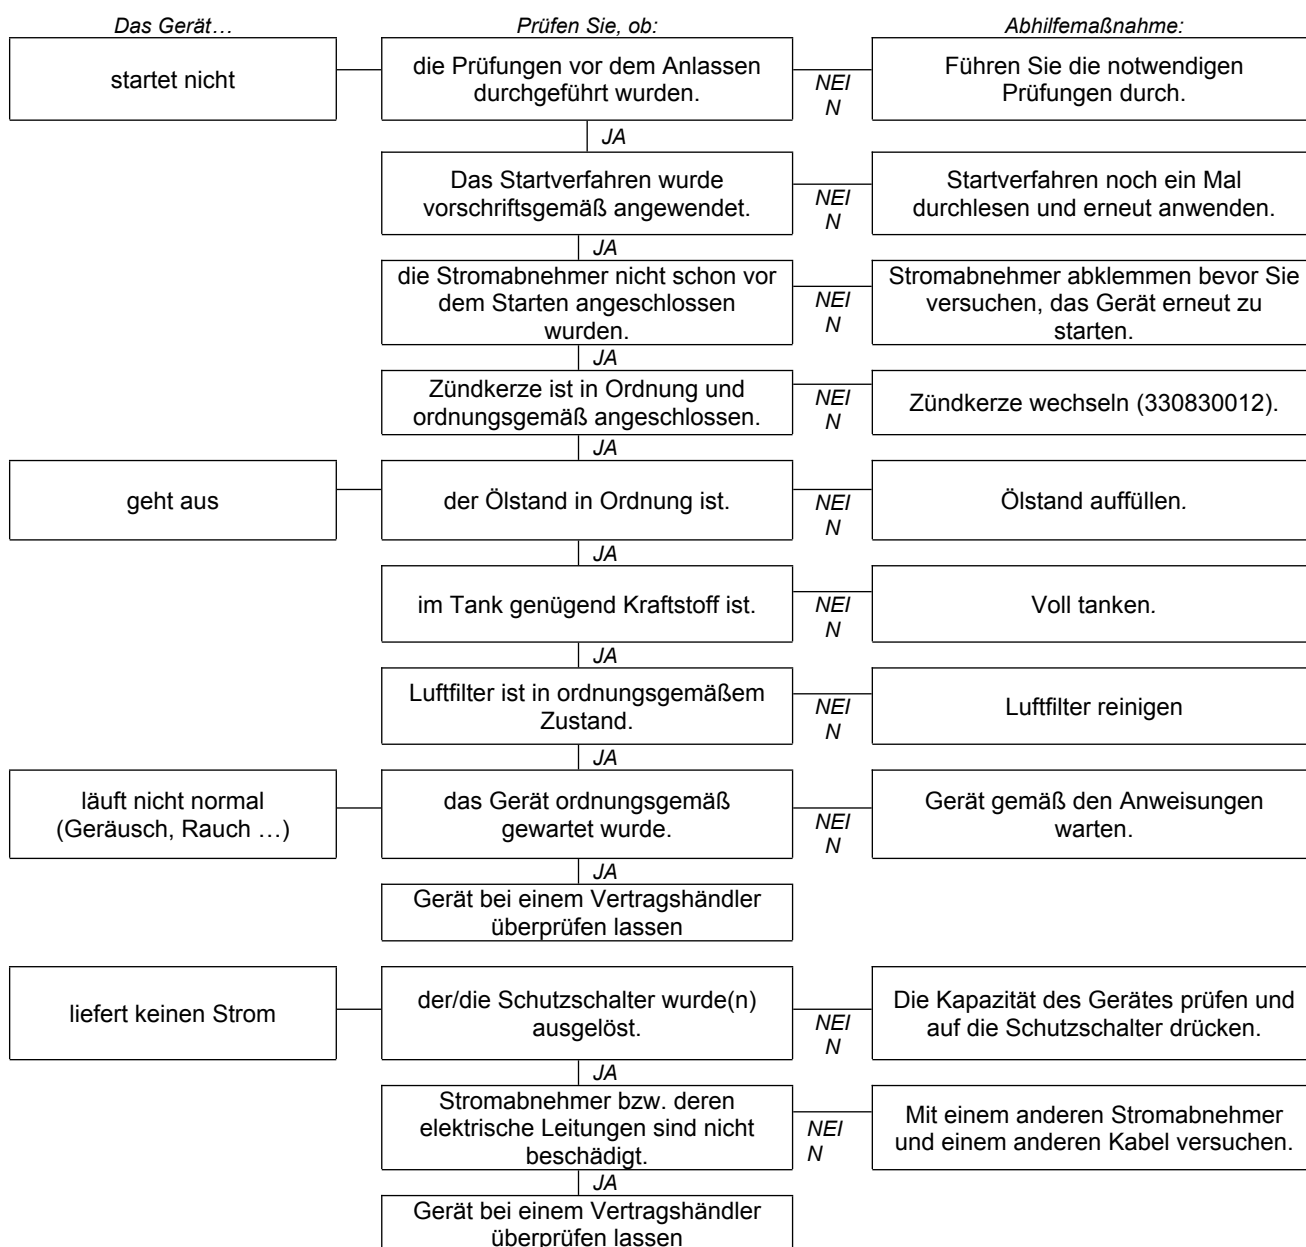 Das Gerät…
Prüfen Sie, ob:
Abhilfemaßnahme:
startet nicht
die Prüfungen vor dem Anlassen
durchgeführt wurden.
NEI
N
Führen Sie die notwendigen
Prüfungen durch.
JA
Das Startverfahren wurde
vorschriftsgemäß angewendet.
NEI
N
Startverfahren noch ein Mal
durchlesen und erneut anwenden.
JA
die Stromabnehmer nicht schon vor
dem Starten angeschlossen
wurden.
NEI
N
Stromabnehmer abklemmen bevor Sie
versuchen, das Gerät erneut zu
starten.
JA
Zündkerze ist in Ordnung und
ordnungsgemäß angeschlossen.
NEI
N
Zündkerze wechseln (330830012).
JA
geht aus
der Ölstand in Ordnung ist.
NEI
N
Ölstand auffüllen.
JA
im Tank genügend Kraftstoff ist.
NEI
N
Voll tanken.
JA
Luftfilter ist in ordnungsgemäßem
Zustand.
NEI
N
Luftfilter reinigen
JA
läuft nicht normal
(Geräusch, Rauch …)
das Gerät ordnungsgemäß
gewartet wurde.
NEI
N
Gerät gemäß den Anweisungen
warten.
JA
Gerät bei einem Vertragshändler
überprüfen lassen
liefert keinen Strom
der/die Schutzschalter wurde(n)
ausgelöst.
NEI
N
Die Kapazität des Gerätes prüfen und
auf die Schutzschalter drücken.
JA
Stromabnehmer bzw. deren
elektrische Leitungen sind nicht
beschädigt.
NEI
N
Mit einem anderen Stromabnehmer
und einem anderen Kabel versuchen.
JA
Gerät bei einem Vertragshändler
überprüfen lassen